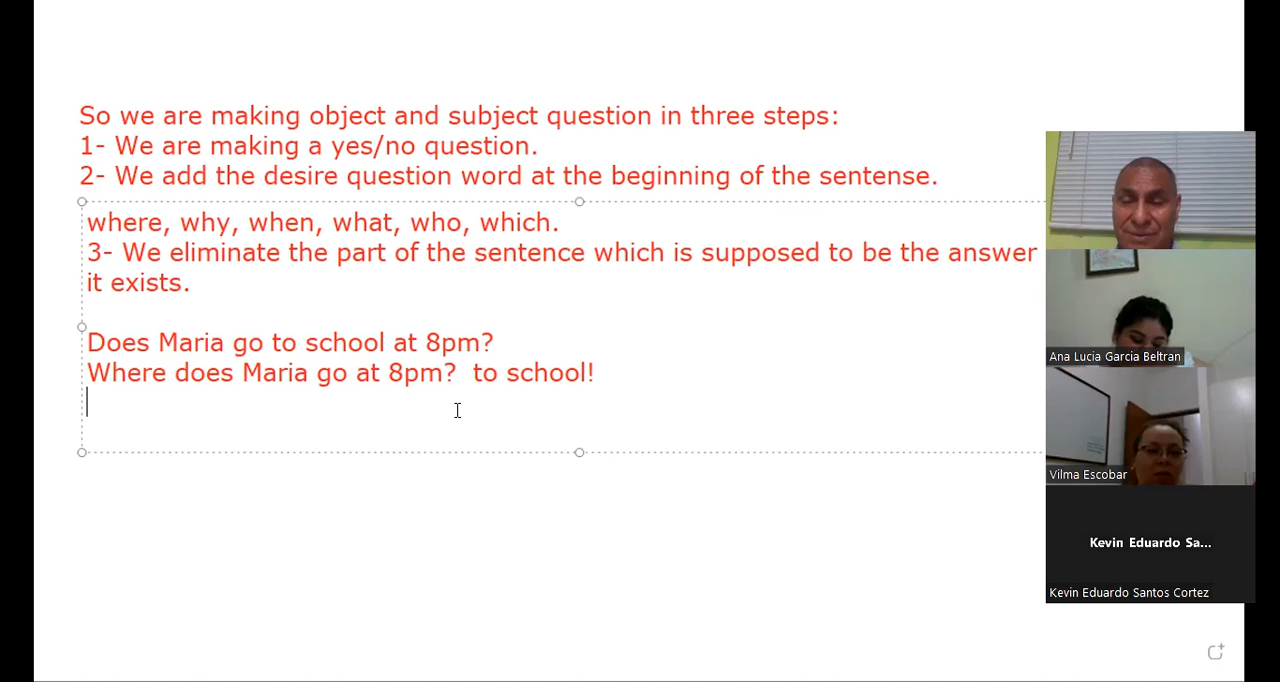 So we are making object and subject question in three steps:
1- We are making a yes/no question.
2- We add the desire question word at the beginning of the sentense.
where, why, when, what, who, which.
3- We eliminate the part of the sentence which is supposed to be the answer
it exists.
Does Maria go to school at 8pm?
Where does Maria go at 8pm?  to school!
Ana Lucia Garcia Beltran
Vilma Escobar
Kevin Eduardo Sa...
Kevin Eduardo Santos Cortez